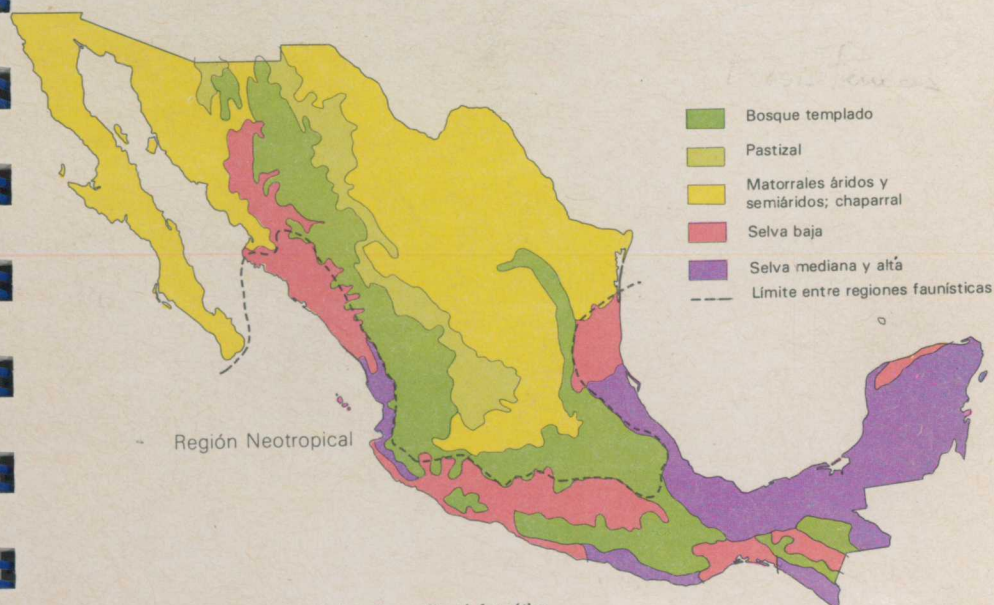 Bosque templado
Pastizal
Matorrales áridos y
semiáridos; chaparral
Selva baja
Selva mediana y alta
Límite entre regiones faunísticas
Región Neotropical